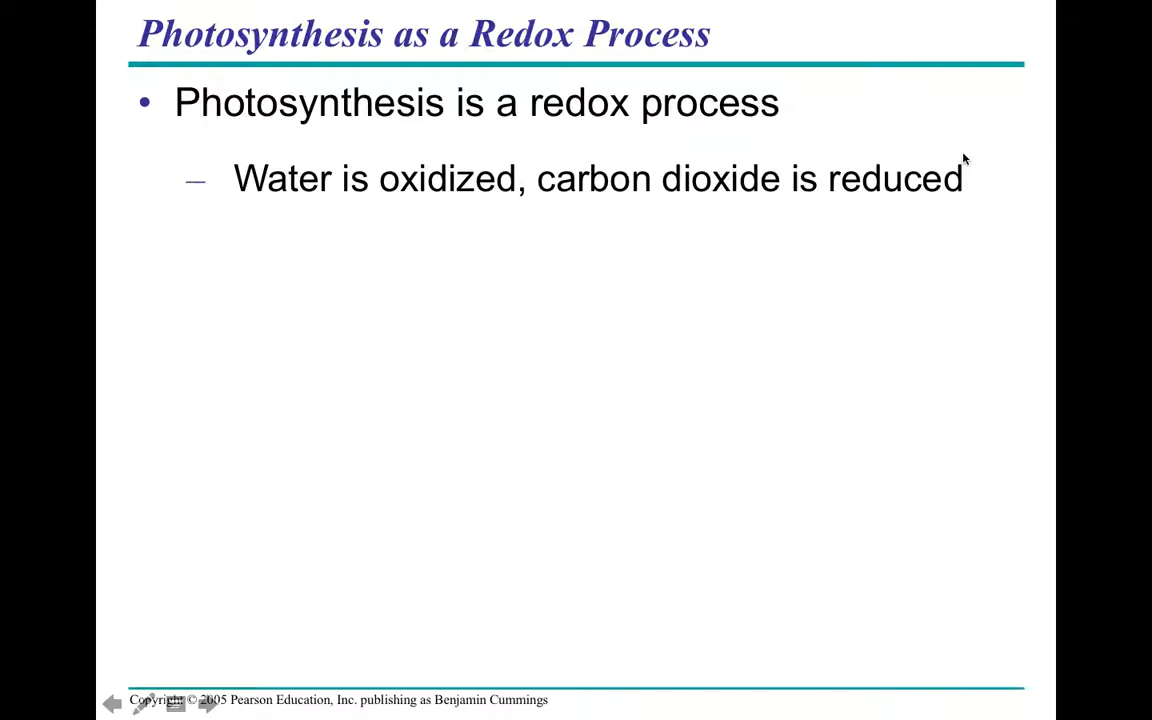 Photosynthesis as a Redox Process
• Photosynthesis is a redox process
– Water is oxidized, carbon dioxide is reduced
Copyright © 2005 Pearson Education, Inc. publishing as Benjamin Cummings